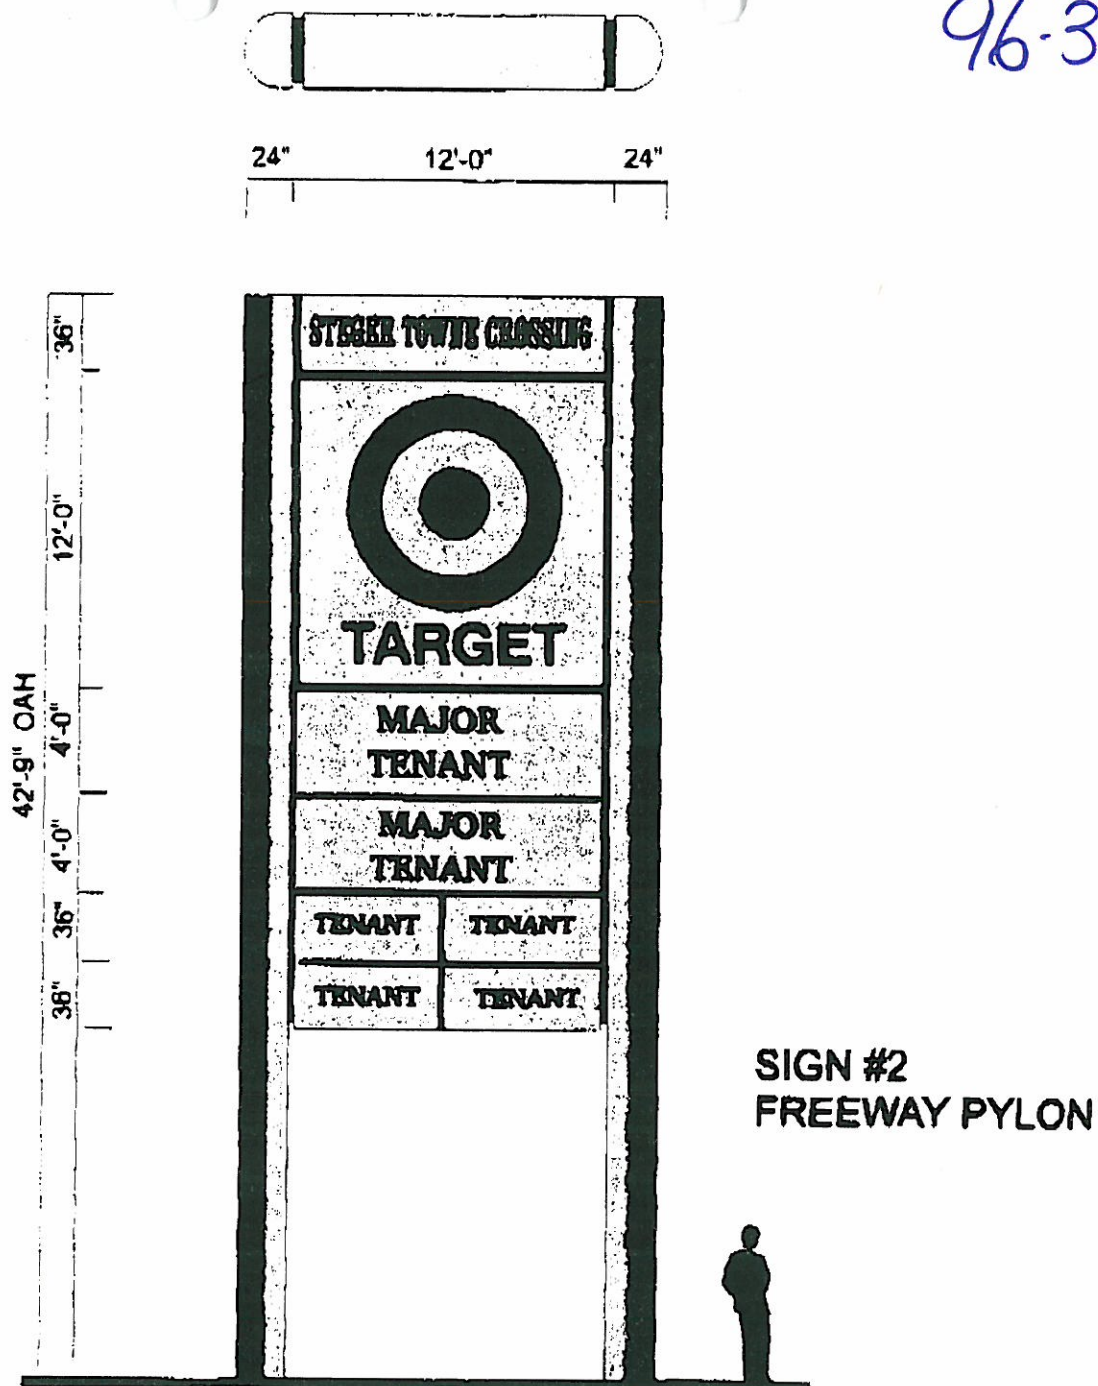 96-3
24" 12'-0" 24"
36"
STEGER TOWNE CROSSING
12'-0"
TARGET
42'-9" OAH
4'-0"
MAJOR
TENANT
4'-0"
MAJOR
TENANT
36"
TENANT TENANT
36"
TENANT TENANT
SIGN #2
FREEWAY PYLON